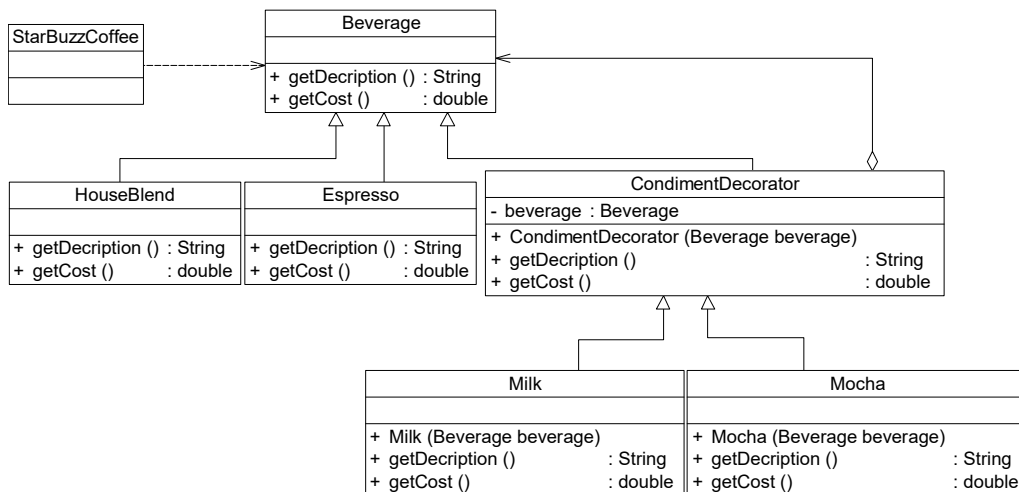 StarBuzzCoffee
Beverage
+ getDecription () : String
+ getCost () : double
HouseBlend
+ getDecription () : String
+ getCost () : double
Espresso
+ getDecription () : String
+ getCost () : double
CondimentDecorator
- beverage : Beverage
+ CondimentDecorator (Beverage beverage)
+ getDecription () : String
+ getCost () : double
Milk
+ Milk (Beverage beverage)
+ getDecription () : String
+ getCost () : double
Mocha
+ Mocha (Beverage beverage)
+ getDecription () : String
+ getCost () : double